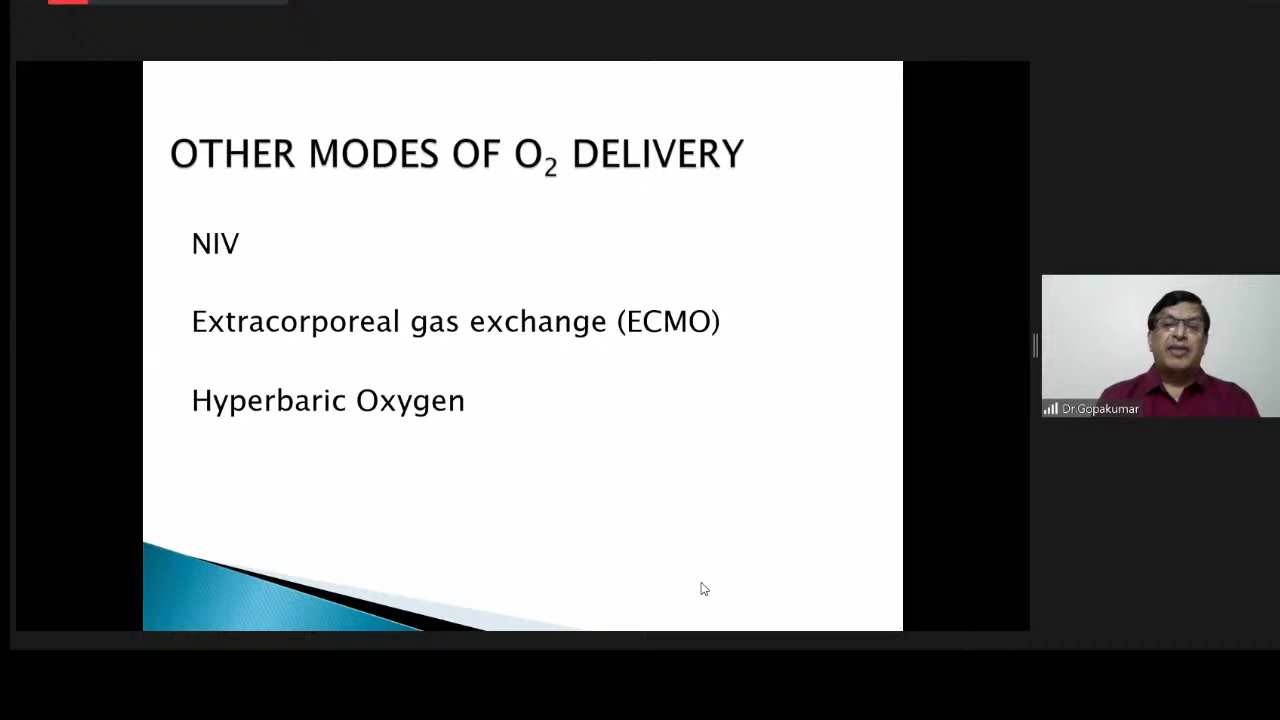 OTHER MODES OF O₂ DELIVERY
NIV
Extracorporeal gas exchange (ECMO)
Hyperbaric Oxygen
Dr.Gopakumar